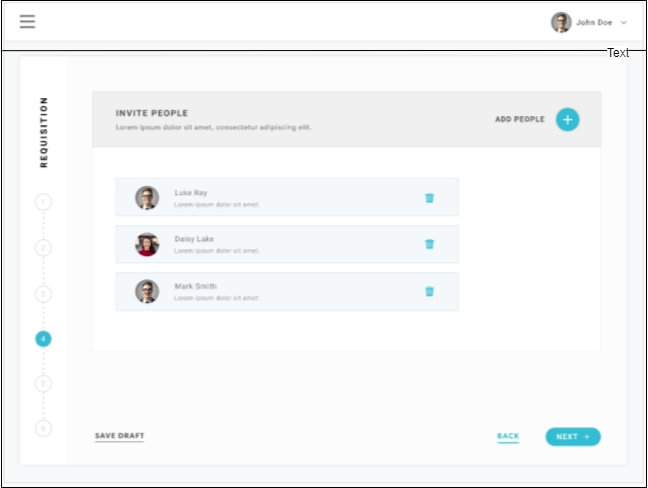 John Doe
Text
REQUISITION
INVITE PEOPLE
Lorem ipsum dolor sit amet, consectetur adipiscing elit.
ADD PEOPLE
1
2
3
4
5
6
Luke Ray
Lorem ipsum dolor sit amet.
Daisy Lake
Lorem ipsum dolor sit amet.
Mark Smith
Lorem ipsum dolor sit amet.
SAVE DRAFT
BACK
NEXT →